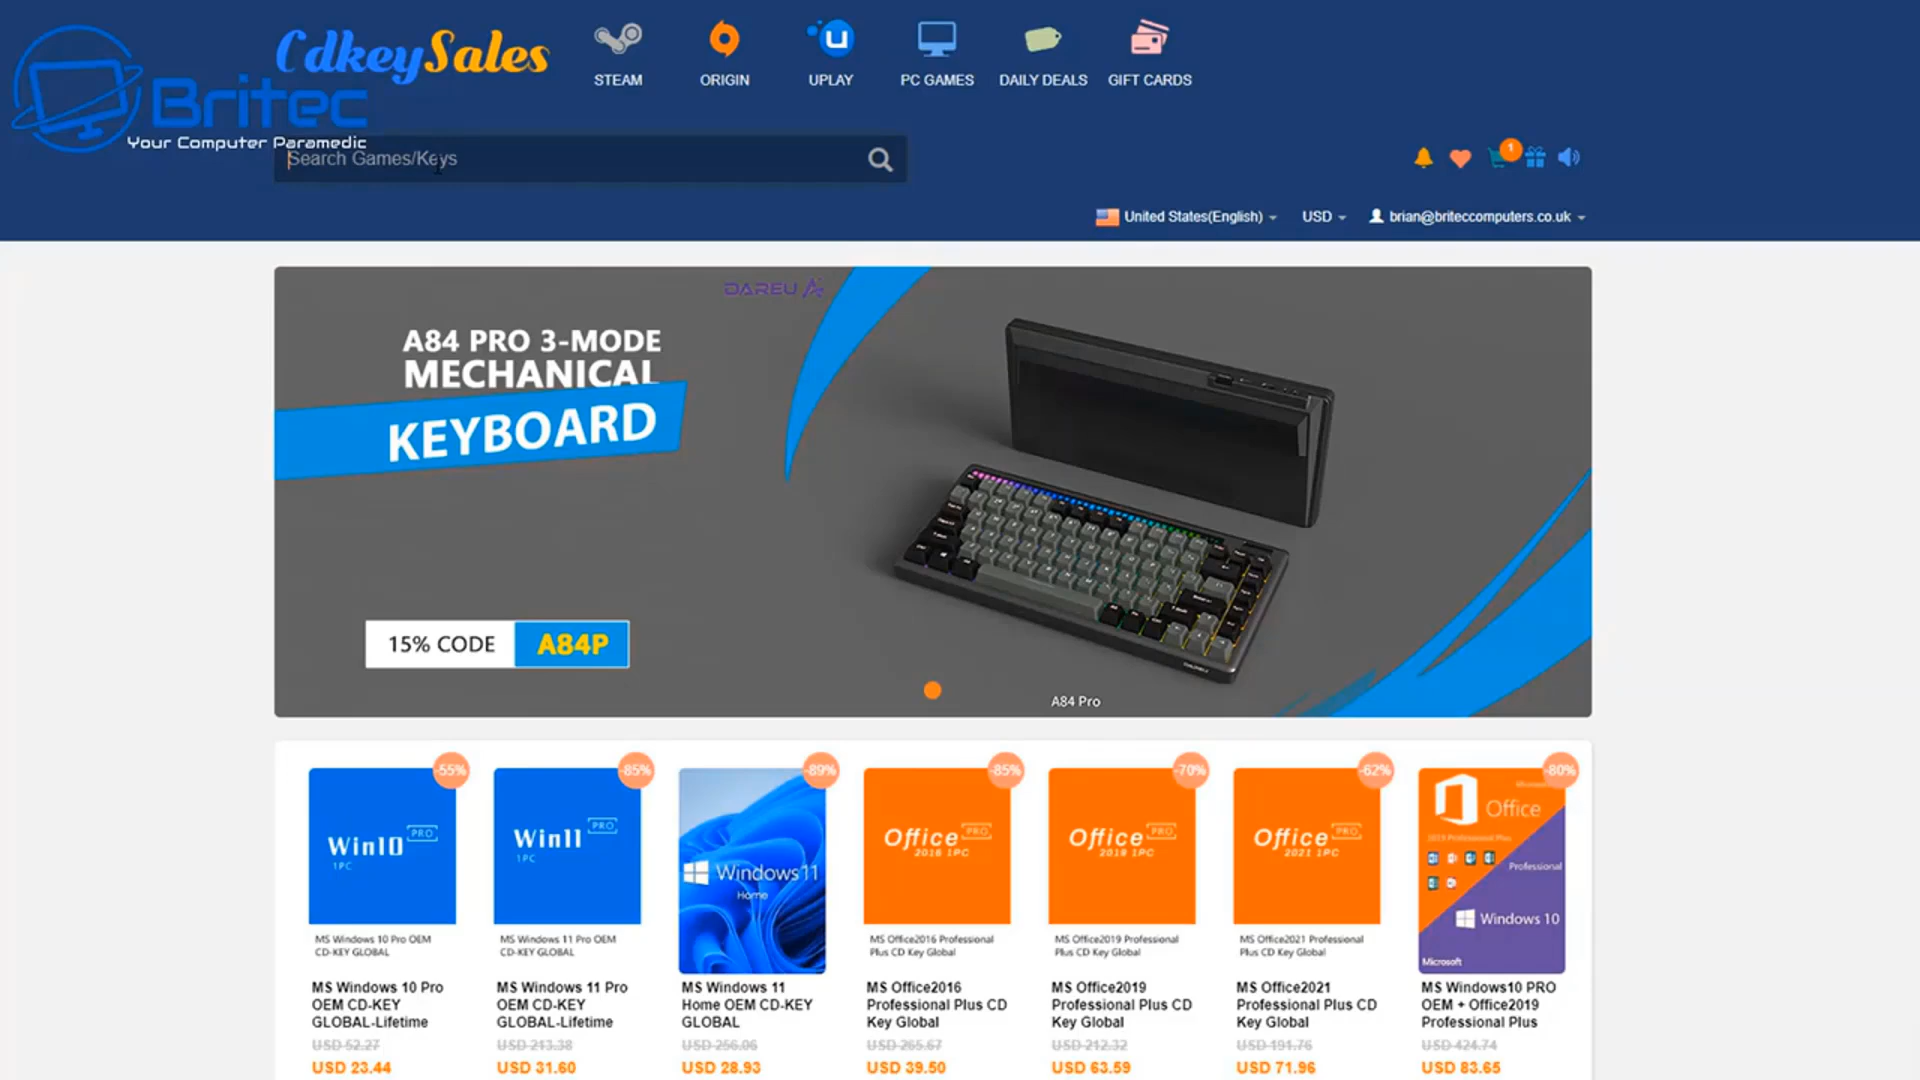 CdkeySales
STEAM
ORIGIN
UPLAY
PC GAMES
DAILY DEALS
GIFT CARDS
Britec
Your Computer Paramedic
Search Games/Keys
1
United States(English)
USD
brian@briteccomputers.co.uk
DAREU
A84 PRO 3-MODE
MECHANICAL
KEYBOARD
15% CODE
A84P
A84 Pro
-55%
-85%
-89%
-85%
-70%
-62%
-80%
Win10 PRO
1PC
MS Windows 10 Pro OEM
CD-KEY GLOBAL
Win11 PRO
1PC
MS Windows 11 Pro OEM
CD-KEY GLOBAL
Windows 11
Home
Office PRO
2016 1PC
MS Office2016 Professional
Plus CD Key Global
Office PRO
2019 1PC
MS Office2019 Professional
Plus CD Key Global
Office PRO
2021 1PC
MS Office2021 Professional
Plus CD Key Global
Office
2019 Professional Plus
Professional
Windows 10
Microsoft
MS Windows 10 Pro
OEM CD-KEY
GLOBAL-Lifetime
USD 52.27
USD 23.44
MS Windows 11 Pro
OEM CD-KEY
GLOBAL-Lifetime
USD 213.38
USD 31.60
MS Windows 11
Home OEM CD-KEY
GLOBAL
USD 256.06
USD 28.93
MS Office2016
Professional Plus CD
Key Global
USD 265.67
USD 39.50
MS Office2019
Professional Plus CD
Key Global
USD 212.32
USD 63.59
MS Office2021
Professional Plus CD
Key Global
USD 191.76
USD 71.96
MS Windows10 PRO
OEM + Office2019
Professional Plus
USD 424.74
USD 83.65